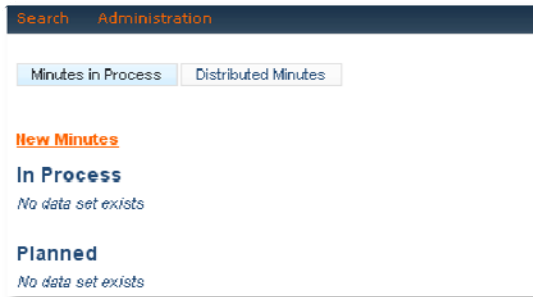 Search Administration
Minutes in Process Distributed Minutes
New Minutes
In Process
No data set exists
Planned
No data set exists